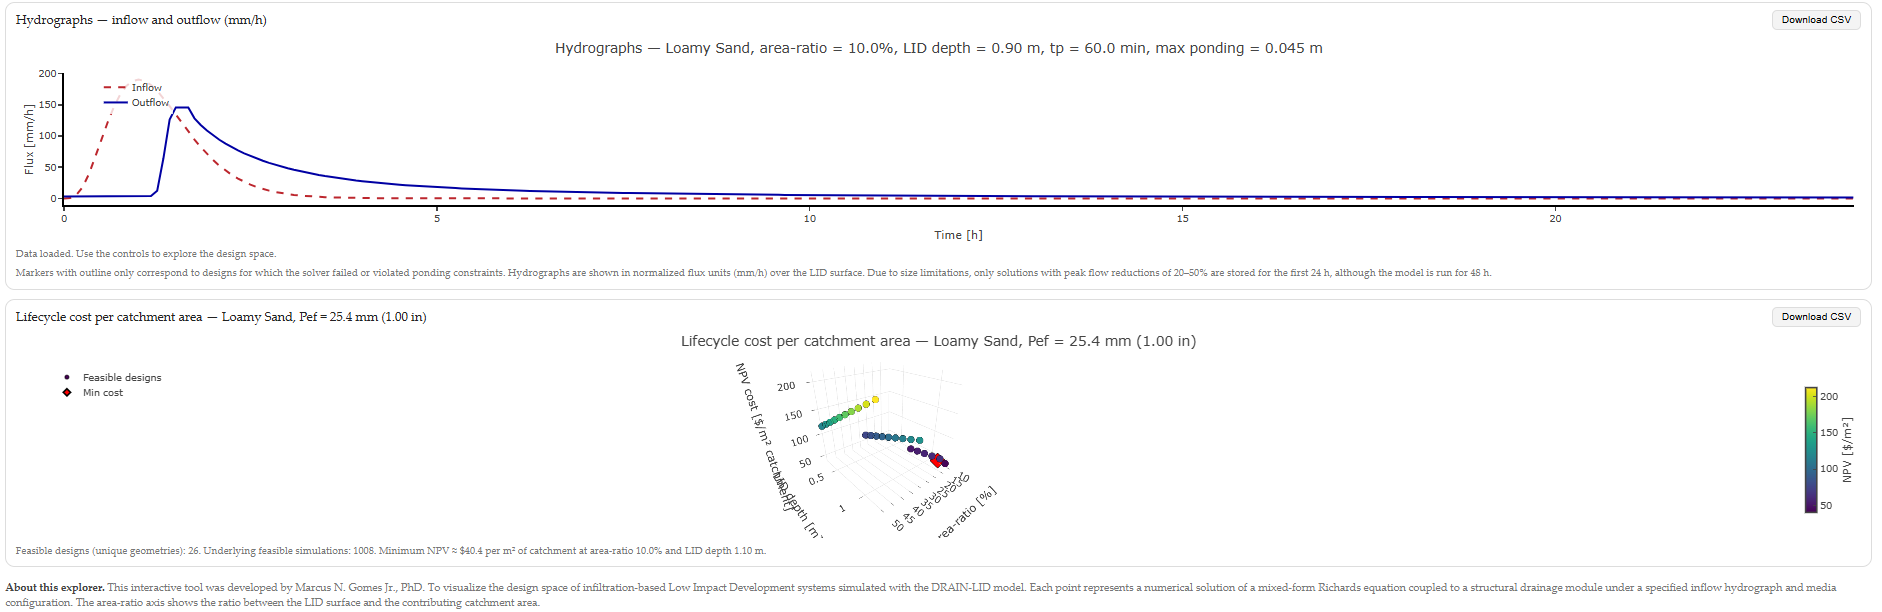 Hydrographs — inflow and outflow (mm/h)
Download CSV
Hydrographs — Loamy Sand, area-ratio = 10.0%, LID depth = 0.90 m, tp = 60.0 min, max ponding = 0.045 m
Flux [mm/h]
200
150
100
50
0
Inflow
Outflow
0
5
10
15
20
Time [h]
Data loaded. Use the controls to explore the design space.
Markers with outline only correspond to designs for which the solver failed or violated ponding constraints. Hydrographs are shown in normalized flux units (mm/h) over the LID surface. Due to size limitations, only solutions with peak flow reductions of 20–50% are stored for the first 24 h, although the model is run for 48 h.
Lifecycle cost per catchment area — Loamy Sand, Pef = 25.4 mm (1.00 in)
Download CSV
Lifecycle cost per catchment area — Loamy Sand, Pef = 25.4 mm (1.00 in)
Feasible designs
Min cost
NPV cost [$/m² catchment]
200
150
100
50
LID depth [m
0.5
1
50
45
40
10
rea-ratio [%]
200
150
100
50
NPV [$/m²]
Feasible designs (unique geometries): 26. Underlying feasible simulations: 1008. Minimum NPV ≈ $40.4 per m² of catchment at area-ratio 10.0% and LID depth 1.10 m.
About this explorer. This interactive tool was developed by Marcus N. Gomes Jr., PhD. To visualize the design space of infiltration-based Low Impact Development systems simulated with the DRAIN-LID model. Each point represents a numerical solution of a mixed-form Richards equation coupled to a structural drainage module under a specified inflow hydrograph and media
configuration. The area-ratio axis shows the ratio between the LID surface and the contributing catchment area.